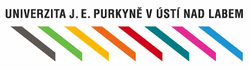 UNIVERZITA J. E. PURKYNĚ V ÚSTÍ NAD LABEM